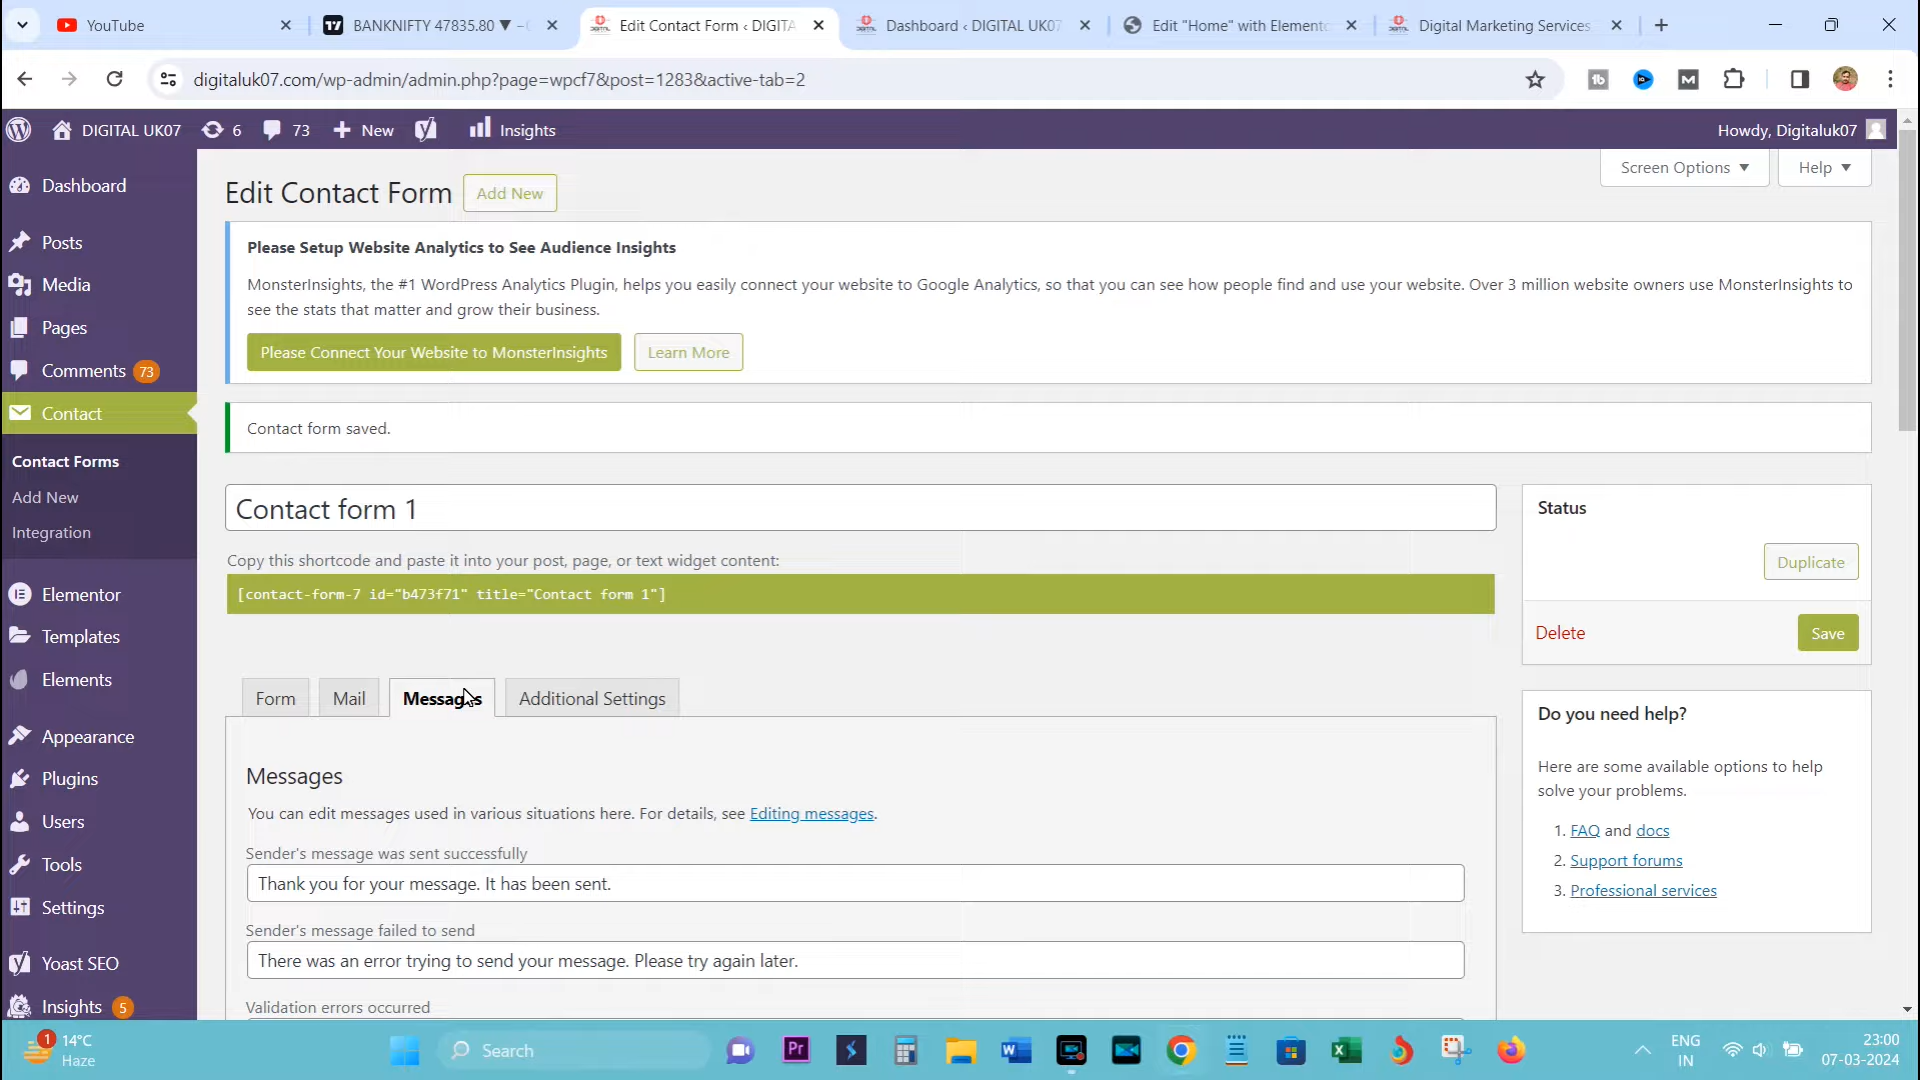 YouTube
BANKNIFTY 47835.80 ▼ –
Edit Contact Form ‹ DIGITA
Dashboard ‹ DIGITAL UK07
Edit "Home" with Elemento
Digital Marketing Services
digitaluk07.com/wp-admin/admin.php?page=wpcf7&post=1283&active-tab=2
DIGITAL UK07 6 73 + New Insights
Howdy, Digitaluk07
Screen Options ▼ Help ▼
Dashboard
Posts
Media
Pages
Comments 73
Contact
Contact Forms
Add New
Integration
Elementor
Templates
Elements
Appearance
Plugins
Users
Tools
Settings
Yoast SEO
Insights 5
Edit Contact Form Add New
Please Setup Website Analytics to See Audience Insights
MonsterInsights, the #1 WordPress Analytics Plugin, helps you easily connect your website to Google Analytics, so that you can see how people find and use your website. Over 3 million website owners use MonsterInsights to
see the stats that matter and grow their business.
Please Connect Your Website to MonsterInsights Learn More
Contact form saved.
Contact form 1
Copy this shortcode and paste it into your post, page, or text widget content:
[contact-form-7 id="b473f71" title="Contact form 1"]
Form Mail Messages Additional Settings
Messages
You can edit messages used in various situations here. For details, see Editing messages.
Sender's message was sent successfully
Thank you for your message. It has been sent.
Sender's message failed to send
There was an error trying to send your message. Please try again later.
Validation errors occurred
Status
Duplicate
Delete Save
Do you need help?
Here are some available options to help
solve your problems.
1. FAQ and docs
2. Support forums
3. Professional services
1
14°C
Haze
Search
Pr
ENG
IN
23:00
07-03-2024